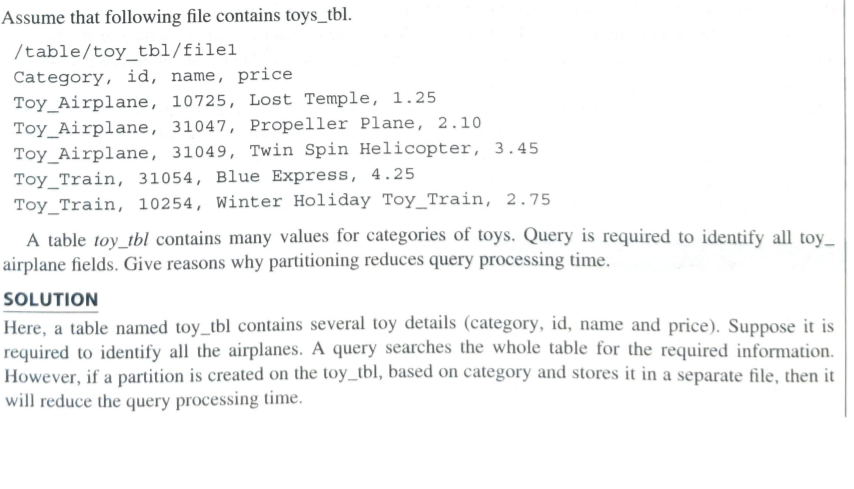 Assume that following file contains toys_tbl.
/table/toy_tbl/file1
Category, id, name, price
Toy_Airplane, 10725, Lost Temple, 1.25
Toy_Airplane, 31047, Propeller Plane, 2.10
Toy_Airplane, 31049, Twin Spin Helicopter, 3.45
Toy_Train, 31054, Blue Express, 4.25
Toy_Train, 10254, Winter Holiday Toy_Train, 2.75
A table toy_tbl contains many values for categories of toys. Query is required to identify all toy_
airplane fields. Give reasons why partitioning reduces query processing time.
SOLUTION
Here, a table named toy_tbl contains several toy details (category, id, name and price). Suppose it is
required to identify all the airplanes. A query searches the whole table for the required information.
However, if a partition is created on the toy_tbl, based on category and stores it in a separate file, then it
will reduce the query processing time.